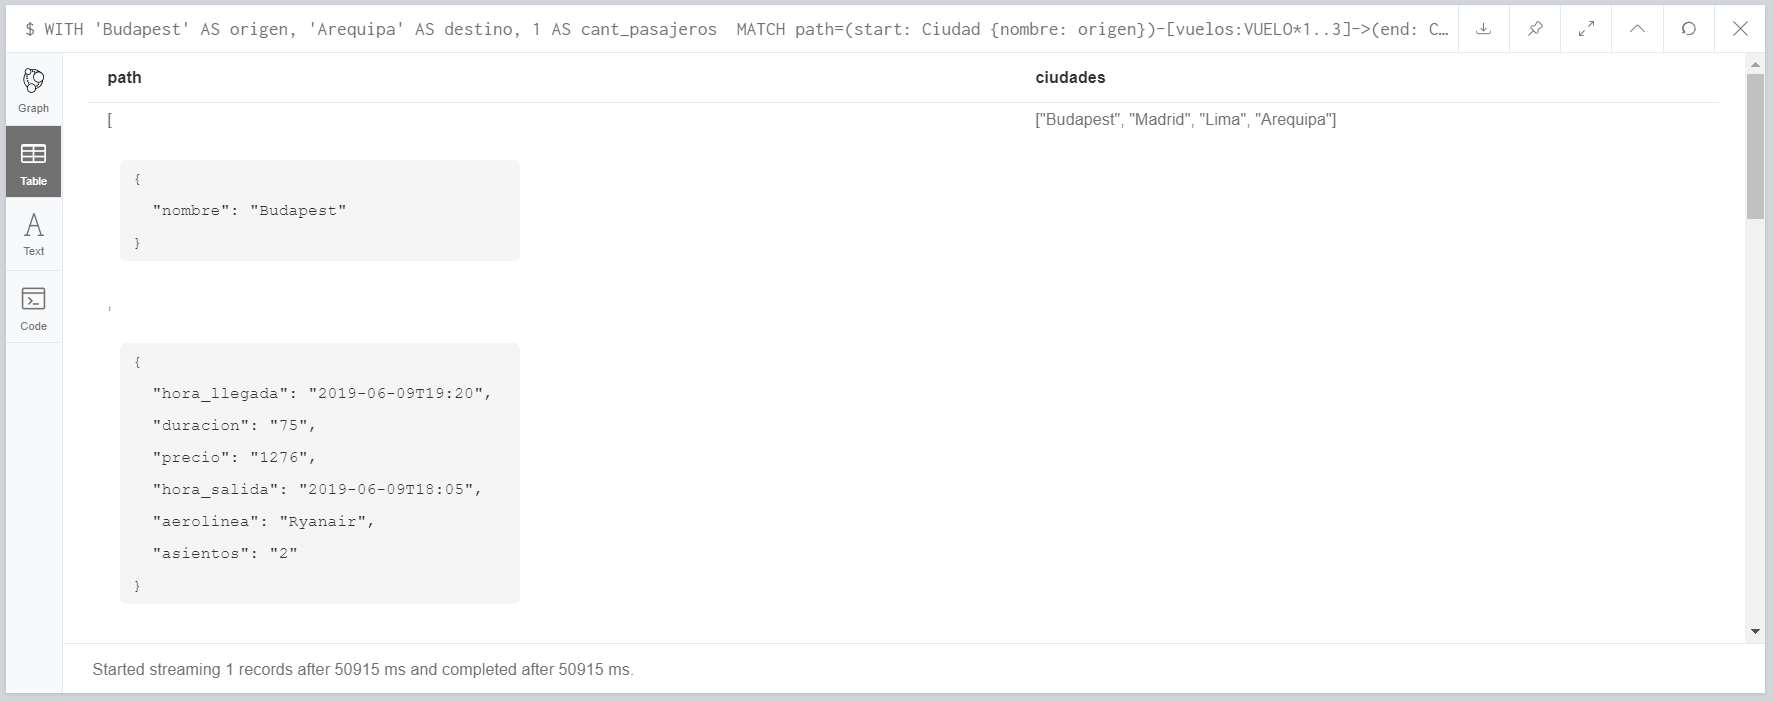 $ WITH 'Budapest' AS origen, 'Arequipa' AS destino, 1 AS cant_pasajeros  MATCH path=(start: Ciudad {nombre: origen})-[vuelos:VUELO*1..3]->(end: C…
Graph
Table
Text
Code
path ciudades
[ ["Budapest", "Madrid", "Lima", "Arequipa"]
{
"nombre": "Budapest"
}
,
{
"hora_llegada": "2019-06-09T19:20",
"duracion": "75",
"precio": "1276",
"hora_salida": "2019-06-09T18:05",
"aerolinea": "Ryanair",
"asientos": "2"
}
Started streaming 1 records after 50915 ms and completed after 50915 ms.